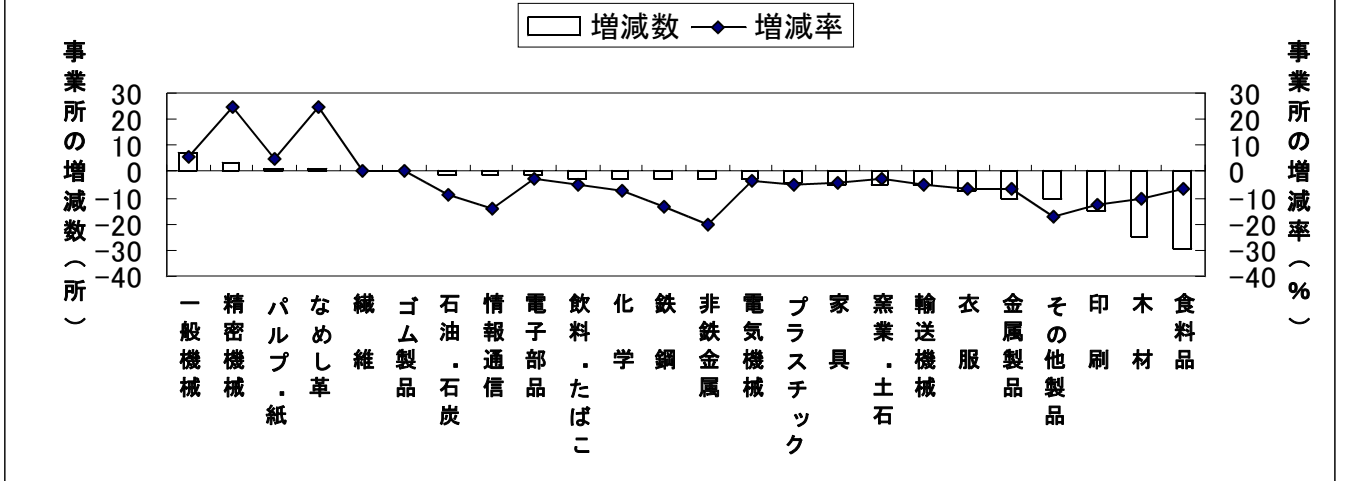 増減数 増減率
事業所の増減数（所）
30
20
10
0
−10
−20
−30
−40
事業所の増減率（%）
30
20
10
0
−10
−20
−30
−40
一般機械
精密機械
パルプ・紙
なめし革
繊維
ゴム製品
石油・石炭
情報通信
電子部品
飲料・たばこ
化学
鉄鋼
非鉄金属
電気機械
プラスチック
家具
窯業・土石
輸送機械
衣服
金属製品
その他製品
印刷
木材
食料品